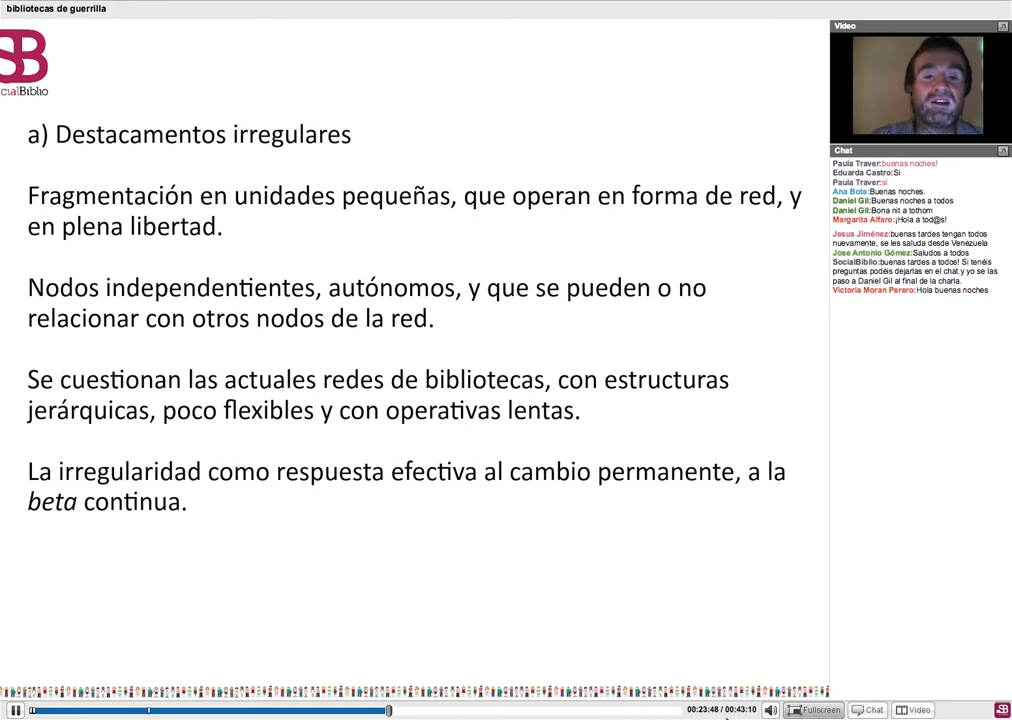 bibliotecas de guerrilla
SB
cialBiblio
a) Destacamentos irregulares
Fragmentación en unidades pequeñas, que operan en forma de red, y
en plena libertad.
Nodos independentientes, autónomos, y que se pueden o no
relacionar con otros nodos de la red.
Se cuestionan las actuales redes de bibliotecas, con estructuras
jerárquicas, poco flexibles y con operativas lentas.
La irregularidad como respuesta efectiva al cambio permanente, a la
beta continua.
Video
Chat
Paula Traver:buenas noches!
Eduarda Castro:Si
Paula Traver:si
Ana Bote:Buenas noches.
Daniel Gil:Buenas noches a todos
Daniel Gil:Bona nit a tothom
Margarita Alfaro:¡Hola a tod@s!
Jesus Jiménez:buenas tardes tengan todos
nuevamente, se les saluda desde Venezuela
Jose Antonio Gómez:Saludos a todos
SocialBiblio:buenas tardes a todos! Si tenéis
preguntas podéis dejarlas en el chat y yo se las
paso a Daniel Gil al final de la charla.
Victoria Moran Perero:Hola buenas noches
00:23:48 / 00:43:10
Fullscreen
Chat
Video
SB